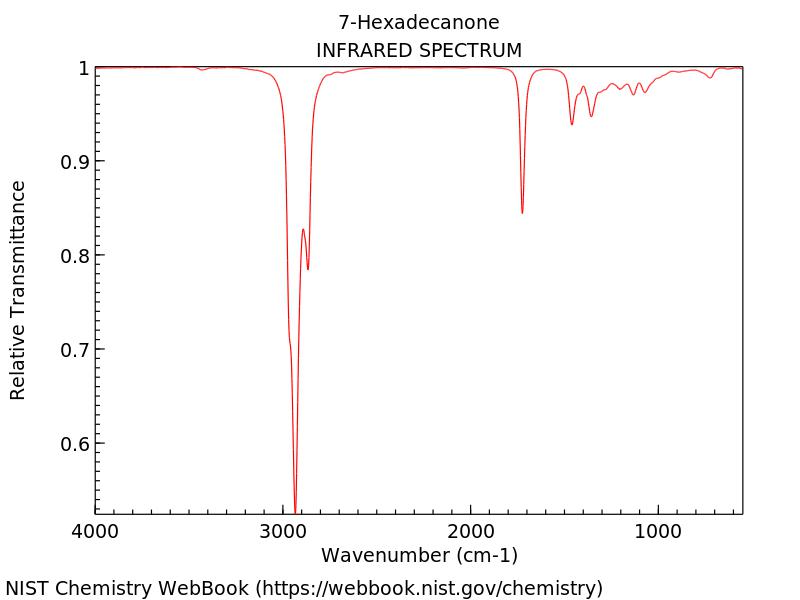 7-Hexadecanone
INFRARED SPECTRUM
1
0.9
0.8
0.7
0.6
Relative Transmittance
4000 3000 2000 1000
Wavenumber (cm-1)
NIST Chemistry WebBook (https://webbook.nist.gov/chemistry)